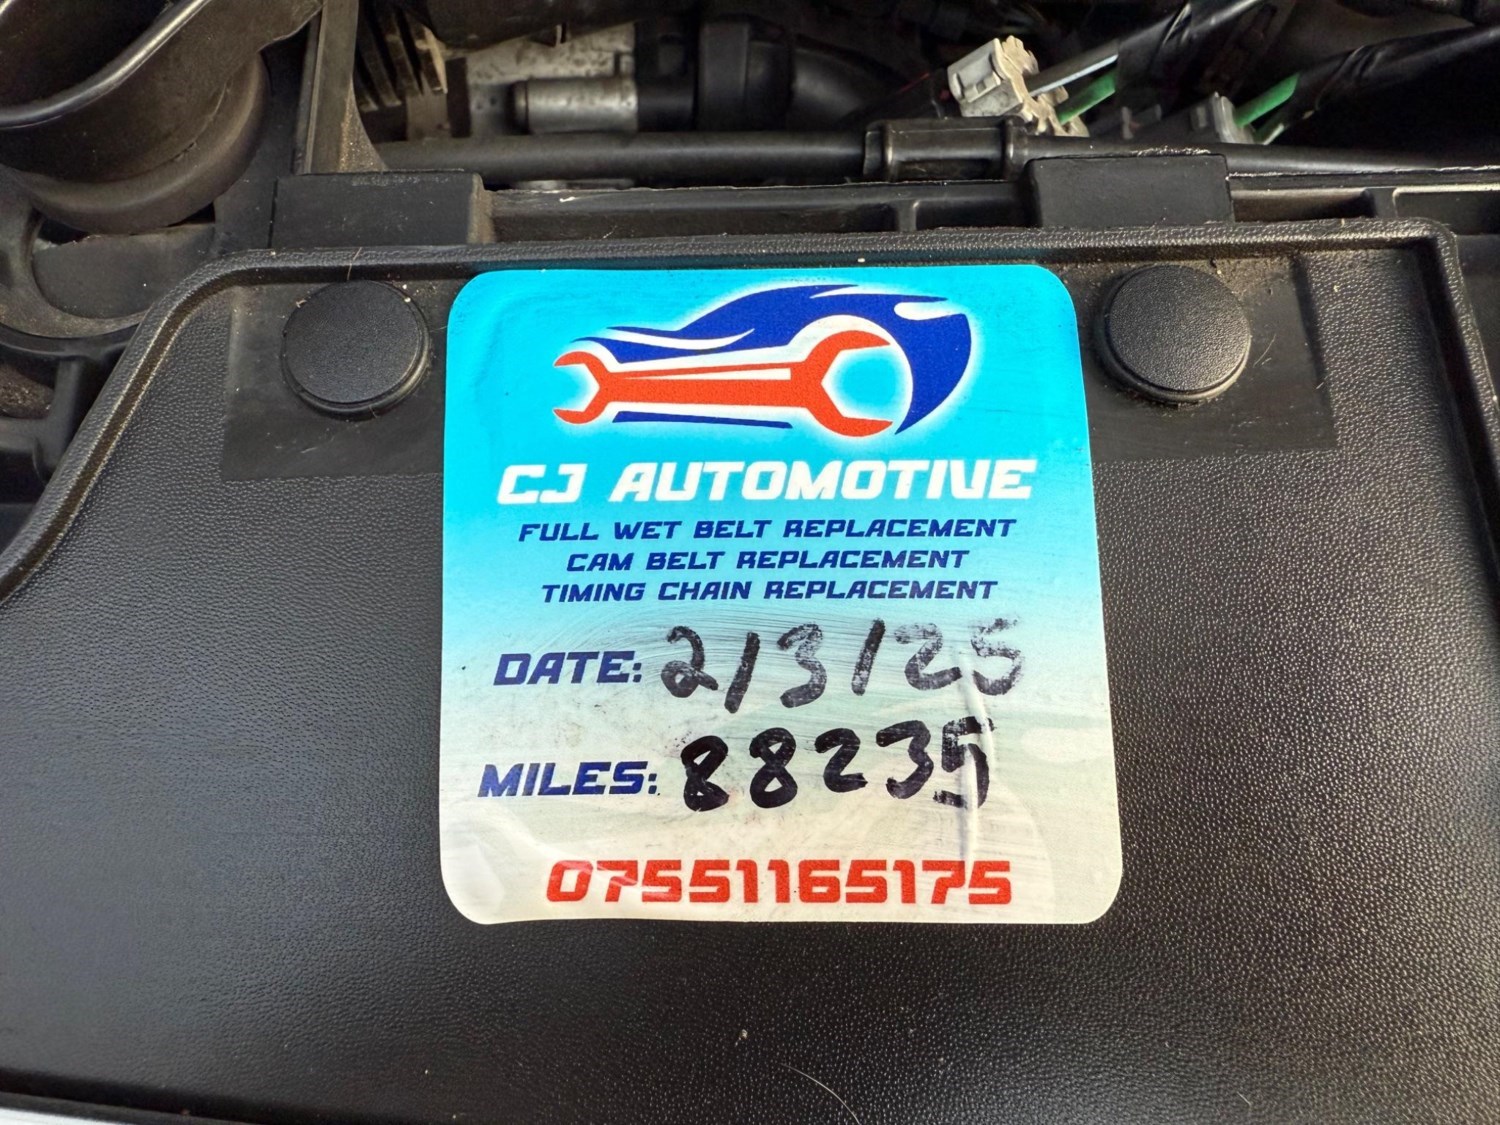 CJ AUTOMOTIVE
FULL WET BELT REPLACEMENT
CAM BELT REPLACEMENT
TIMING CHAIN REPLACEMENT
DATE: 2/3/25
MILES: 88235
07551165175